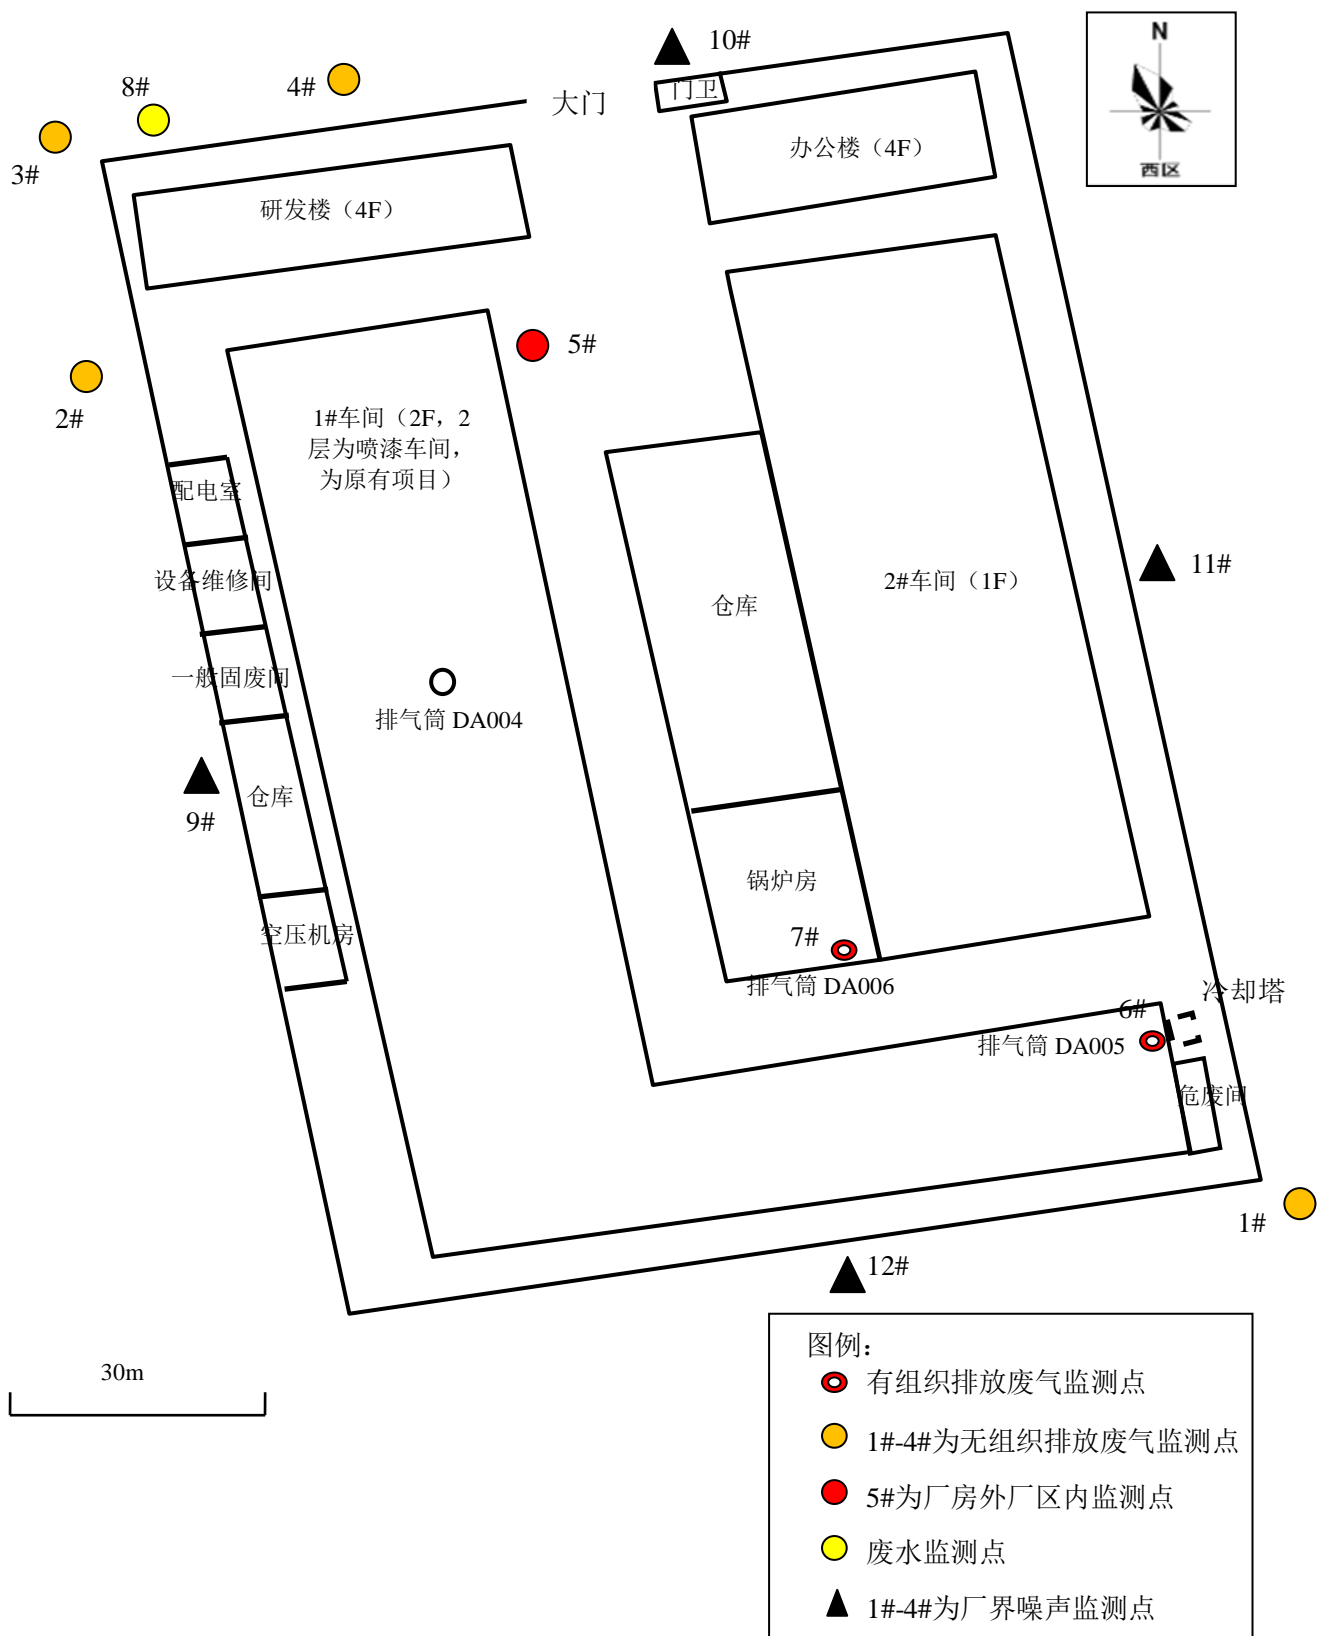 10#
N
8#
4#
大门
门卫
办公楼（4F）
3#
西区
研发楼（4F）
5#
2#
1#车间（2F，2
层为喷漆车间，
为原有项目）
配电室
设备维修间
仓库
2#车间（1F）
11#
一般固废间
排气筒 DA004
仓库
9#
锅炉房
空压机房
7#
排气筒 DA006
冷却塔
6#
排气筒 DA005
危废间
1#
12#
30m
图例：
有组织排放废气监测点
1#-4#为无组织排放废气监测点
5#为厂房外厂区内监测点
废水监测点
1#-4#为厂界噪声监测点